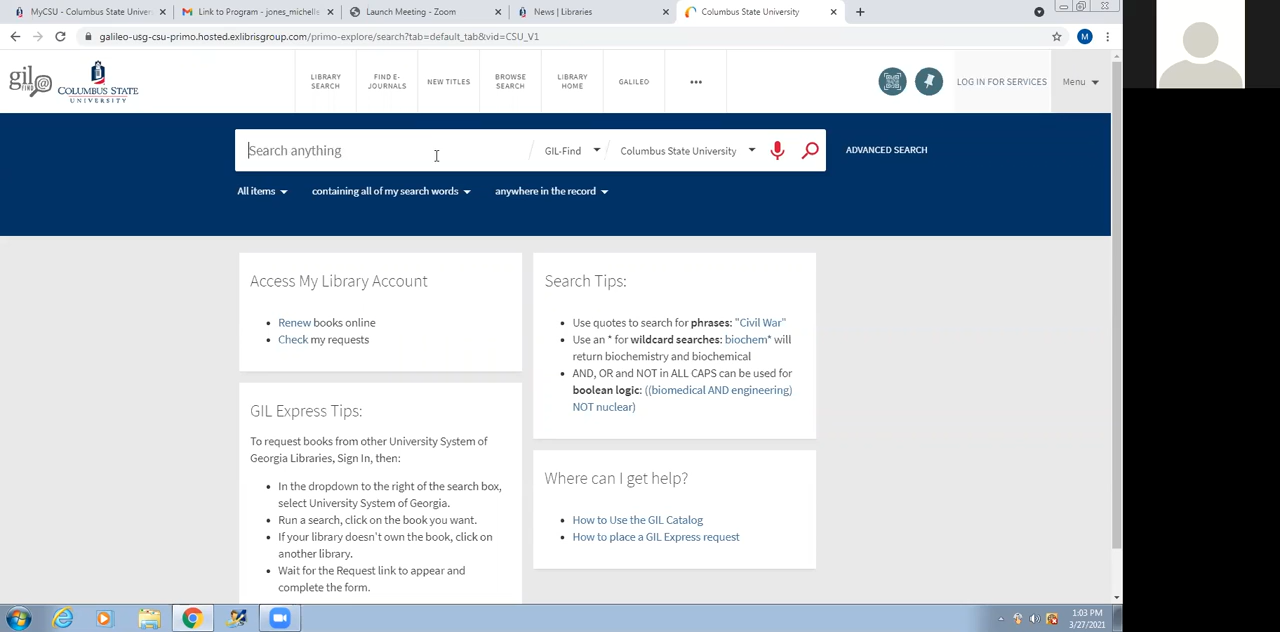 MyCSU - Columbus State Univers
Link to Program - jones_michelle
Launch Meeting - Zoom
News | Libraries
Columbus State University
galileo-usg-csu-primo.hosted.exlibrisgroup.com/primo-explore/search?tab=default_tab&vid=CSU_V1
M
gil
FIND
COLUMBUS STATE
UNIVERSITY
LIBRARY
SEARCH
FIND E-
JOURNALS
NEW TITLES
BROWSE
SEARCH
LIBRARY
HOME
GALILEO
•••
LOG IN FOR SERVICES
Menu
Search anything
GIL-Find
Columbus State University
ADVANCED SEARCH
All items
containing all of my search words
anywhere in the record
Access My Library Account
• Renew books online
• Check my requests
GIL Express Tips:
To request books from other University System of
Georgia Libraries, Sign In, then:
• In the dropdown to the right of the search box,
select University System of Georgia.
• Run a search, click on the book you want.
• If your library doesn't own the book, click on
another library.
• Wait for the Request link to appear and
complete the form.
Search Tips:
• Use quotes to search for phrases: "Civil War"
• Use an * for wildcard searches: biochem* will
return biochemistry and biochemical
• AND, OR and NOT in ALL CAPS can be used for
boolean logic: ((biomedical AND engineering)
NOT nuclear)
Where can I get help?
• How to Use the GIL Catalog
• How to place a GIL Express request
1:03 PM
3/27/2021